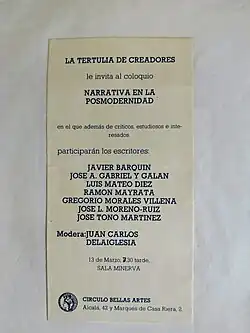 LA TERTULIA DE CREADORES
le invita al coloquio
NARRATIVA EN LA
POSMODERNIDAD
en el que además de críticos, estudiosos e inte-
resados.
participarán los escritores:
JAVIER BARQUIN
JOSE A. GABRIEL Y GALAN
LUIS MATEO DIEZ
RAMON MAYRATA
GREGORIO MORALES VILLENA
JOSE L. MORENO-RUIZ
JOSE TONO MARTINEZ
Modera: JUAN CARLOS
DELAIGLESIA
13 de Marzo, 7.30 tarde.
SALA MINERVA
CIRCULO BELLAS ARTES
Alcalá, 42 y Marqués de Casa Riera, 2.